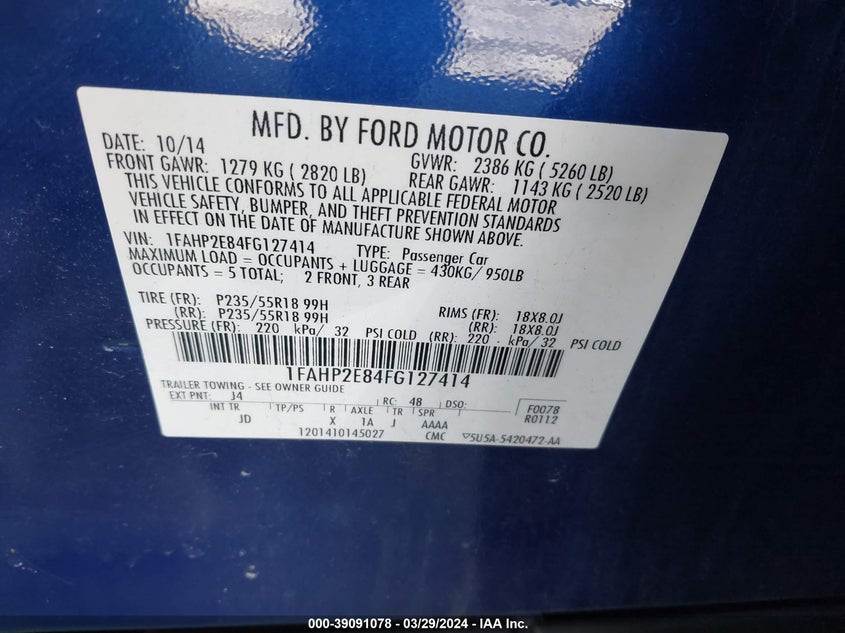 MFD. BY FORD MOTOR CO.
DATE: 10/14 GVWR: 2386 KG ( 5260 LB)
FRONT GAWR: 1279 KG ( 2820 LB) REAR GAWR: 1143 KG ( 2520 LB)
THIS VEHICLE CONFORMS TO ALL APPLICABLE FEDERAL MOTOR
VEHICLE SAFETY, BUMPER, AND THEFT PREVENTION STANDARDS
IN EFFECT ON THE DATE OF MANUFACTURE SHOWN ABOVE.
VIN: 1FAHP2E84FG127414 TYPE: Passenger Car
MAXIMUM LOAD = OCCUPANTS + LUGGAGE = 430KG/ 950LB
OCCUPANTS = 5 TOTAL; 2 FRONT, 3 REAR
TIRE (FR): P235/55R18 99H RIMS (FR): 18X8.0J
(RR): P235/55R18 99H (RR): 18X8.0J
PRESSURE (FR): 220 kPa/ 32 PSI COLD (RR): 220 kPa/ 32 PSI COLD
1FAHP2E84FG127414
TRAILER TOWING - SEE OWNER GUIDE
EXT PNT: J4 RC: 48 DSO:
INT TR TP/PS R AXLE TR SPR F0078
JD X 1A J AAAA R0112
1201410145027 CMC ▽5U5A-5420472-AA
000-39091078 - 03/29/2024 - IAA Inc.